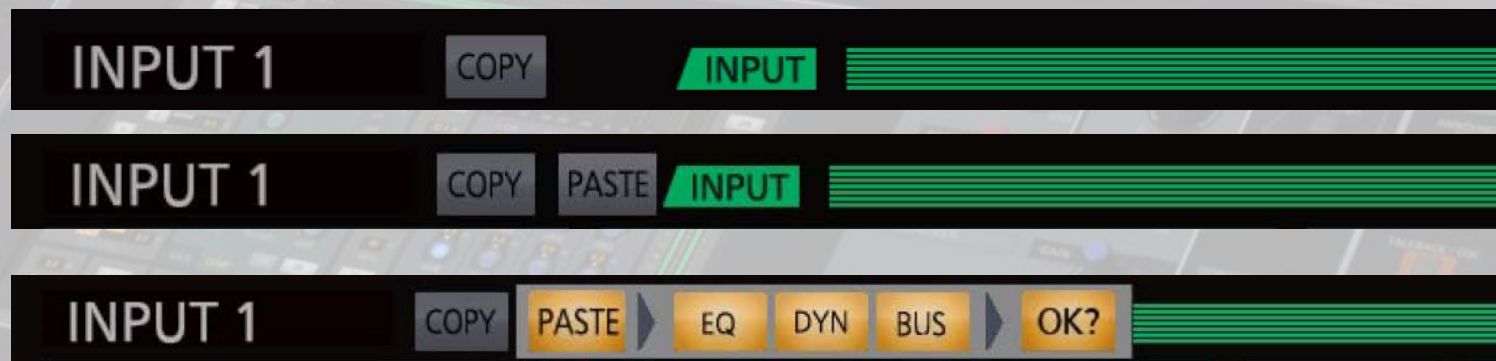 INPUT 1 COPY INPUT
INPUT 1 COPY PASTE INPUT
INPUT 1 COPY PASTE EQ DYN BUS OK?